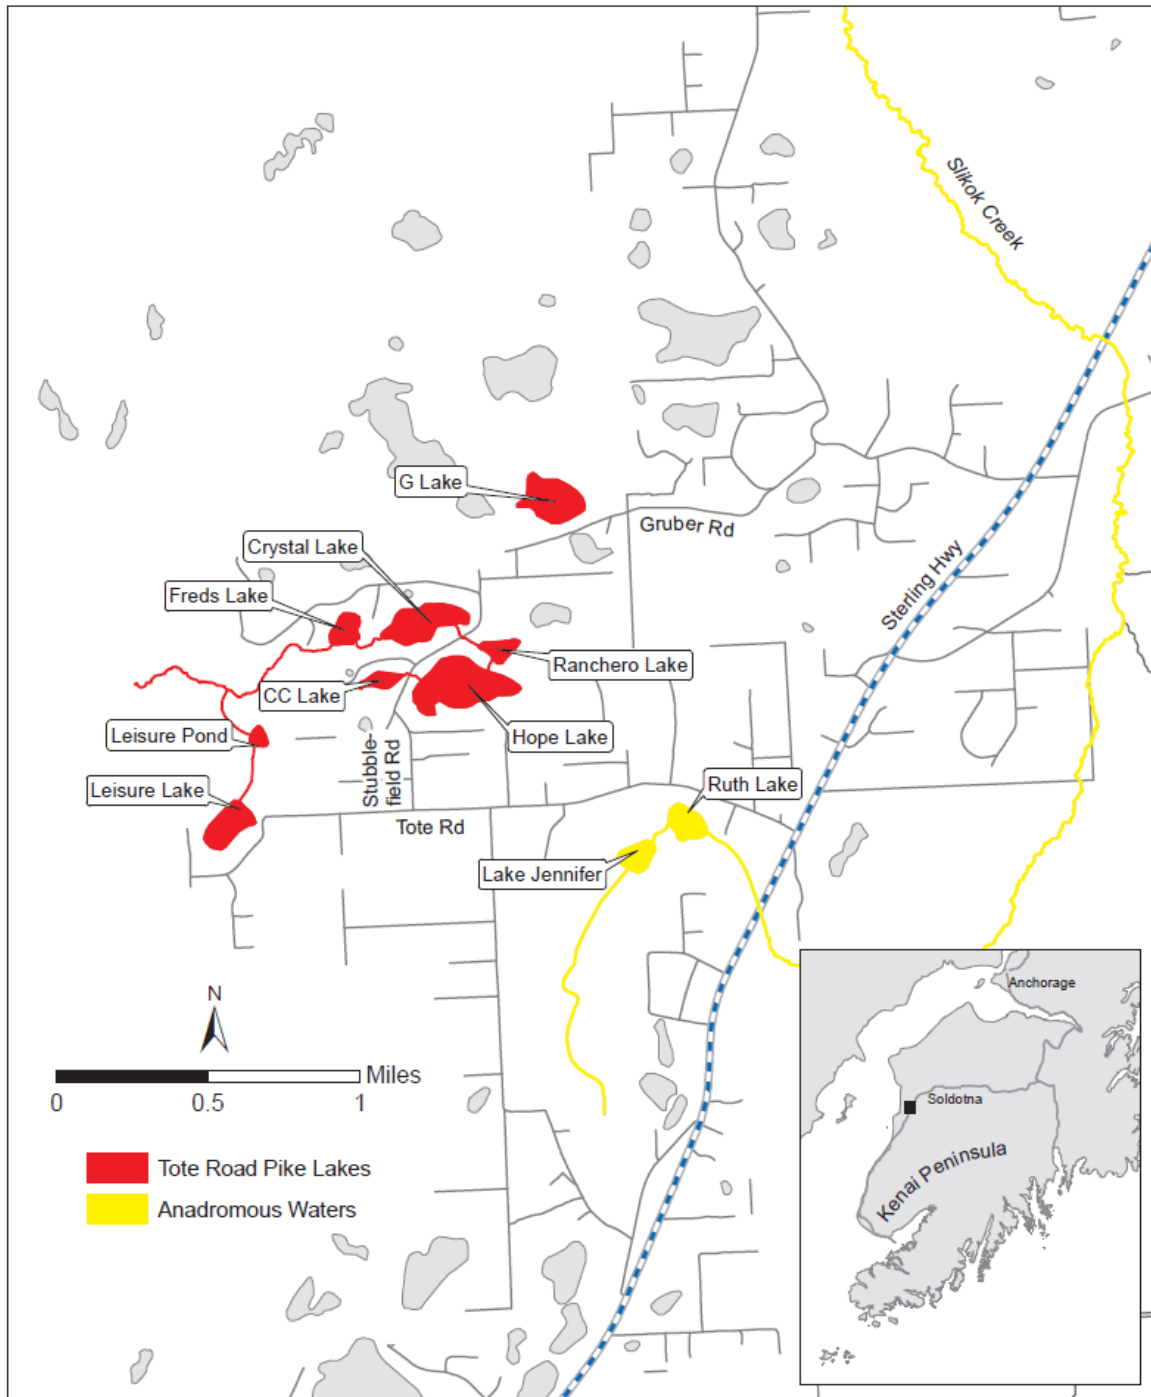 Slikok Creek
G Lake
Gruber Rd
Crystal Lake
Sterling Hwy
Freds Lake
Ranchero Lake
CC Lake
Leisure Pond
Hope Lake
Stubble-
field Rd
Leisure Lake
Ruth Lake
Tote Rd
Lake Jennifer
N
Miles
0 0.5 1
Tote Road Pike Lakes
Anadromous Waters
Anchorage
Soldotna
Kenai Peninsula